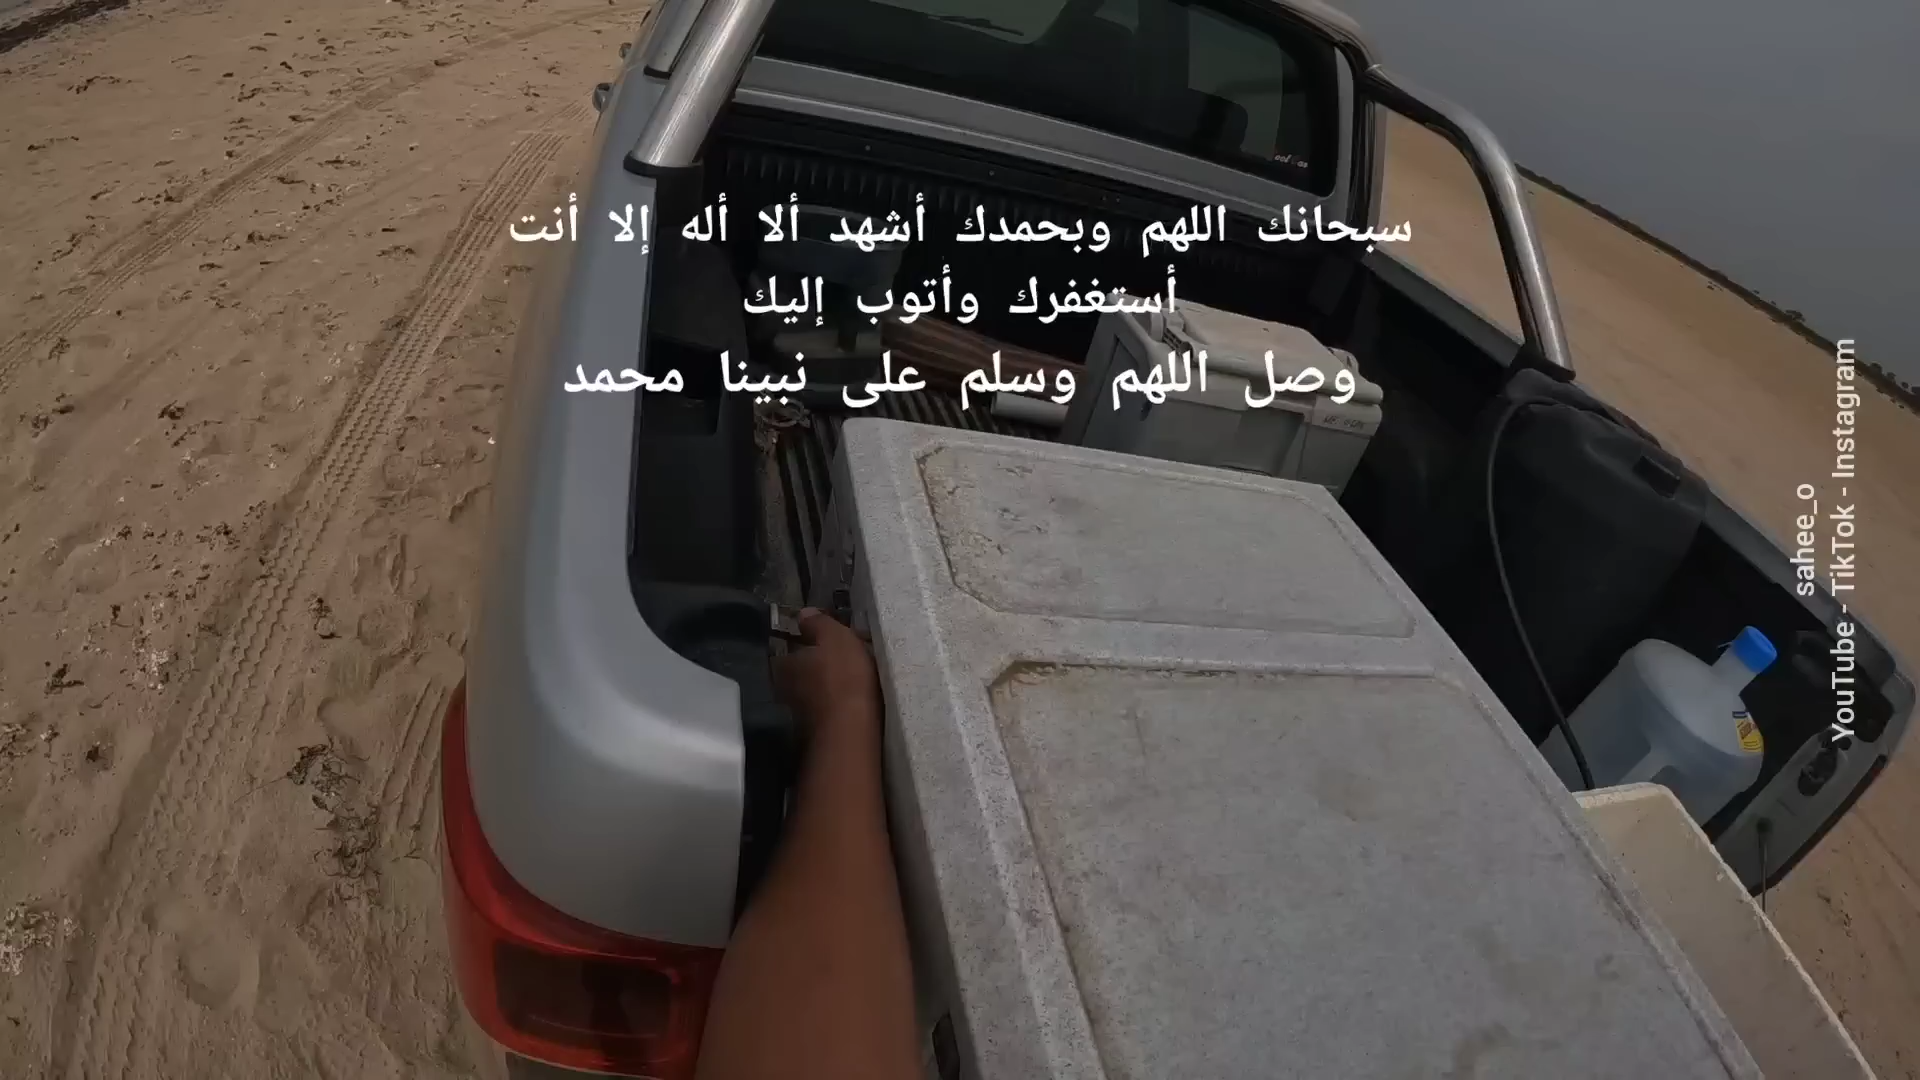 سبحانك اللهم وبحمدك أشهد ألا أله إلا أنت
أستغفرك وأتوب إليك
وصل اللهم وسلم على نبينا محمد
sahee_o
YouTube - TikTok - Instagram